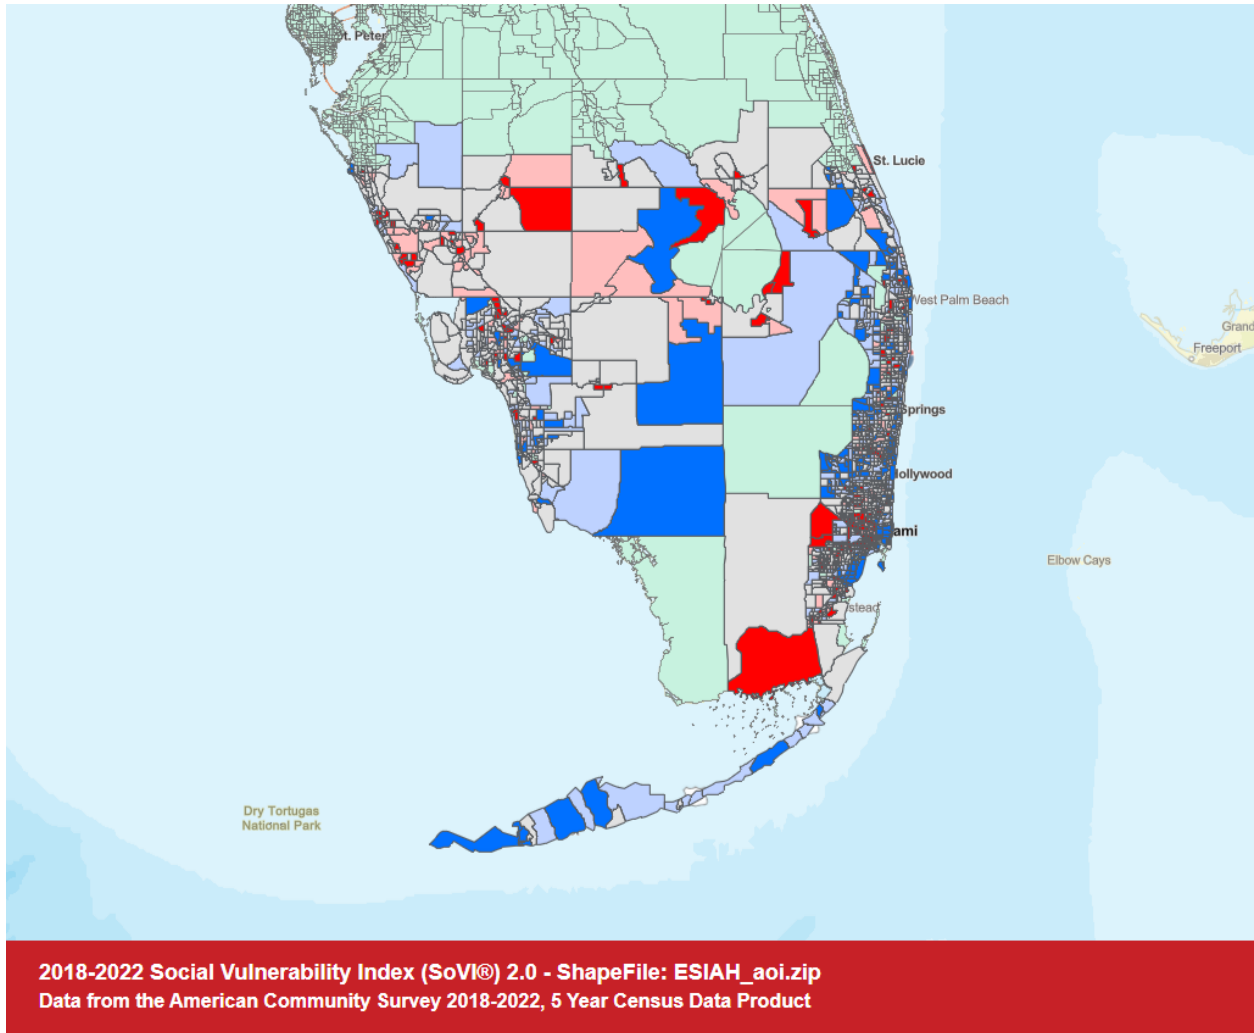 t. Peter
St. Lucie
West Palm Beach
Grand
Freeport
Springs
Hollywood
ami
Elbow Cays
stead
Dry Tortugas
National Park
2018-2022 Social Vulnerability Index (SoVI®) 2.0 - ShapeFile: ESIAH_aoi.zip
Data from the American Community Survey 2018-2022, 5 Year Census Data Product